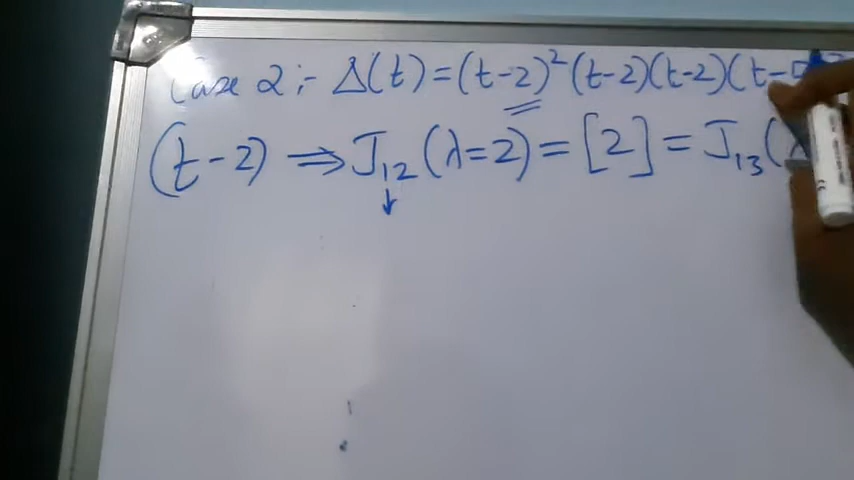 Case 2 :- Δ(t) = (t-2)² (t-2)(t-2)(t-
(t-2) ⇒ J₁₂ (λ=2) = [2] = J₁₃ (λ
↓